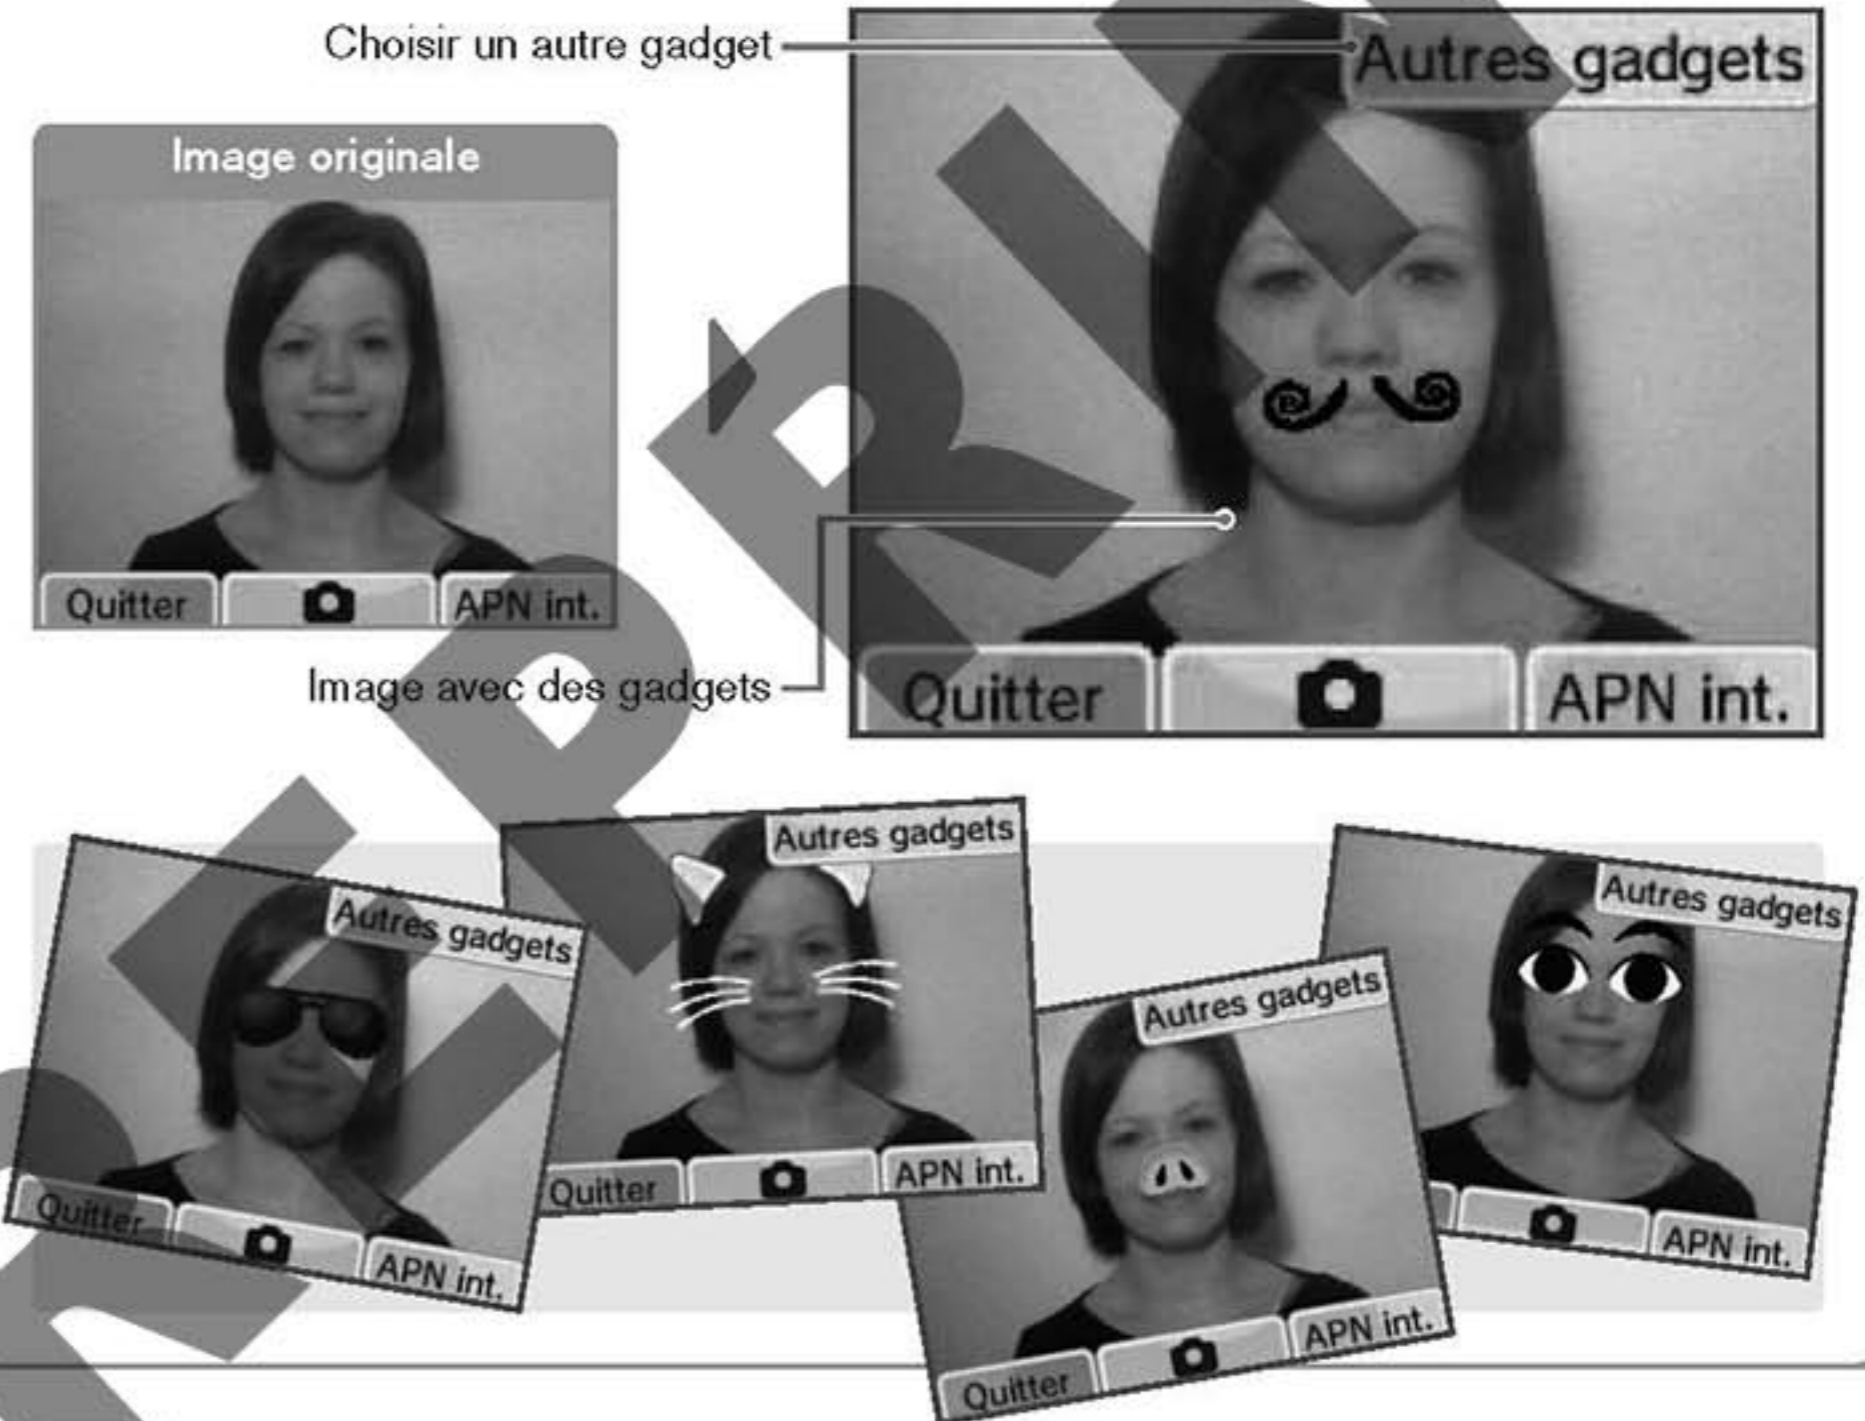 Choisir un autre gadget
Autres gadgets
Image originale
Quitter
APN int.
Image avec des gadgets
Quitter
APN int.
Autres gadgets
Quitter
APN int.
Autres gadgets
Quitter
APN int.
Autres gadgets
Quitter
APN int.
Autres gadgets
APN int.